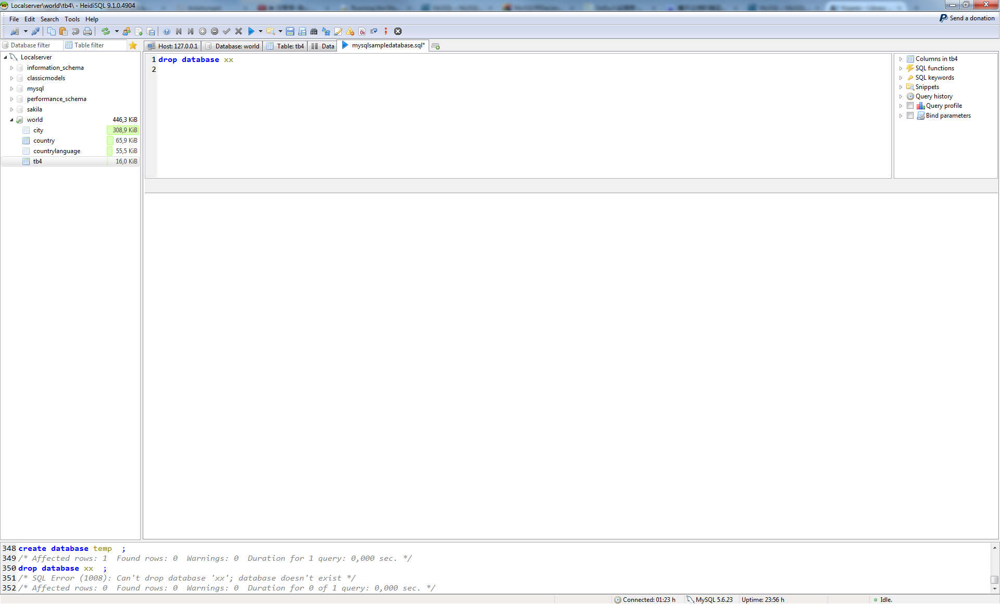 Localserver\world\tb4\ - HeidiSQL 9.1.0.4904
File Edit Search Tools Help
Send a donation
Database filter Table filter
Host: 127.0.0.1 Database: world Table: tb4 Data mysqlsampledatabase.sql*
Localserver
information_schema
classicmodels
mysql
performance_schema
sakila
world 446,3 KiB
city 308,9 KiB
country 65,9 KiB
countrylanguage 55,5 KiB
tb4 16,0 KiB
1 drop database xx
2
Columns in tb4
SQL functions
SQL keywords
Snippets
Query history
Query profile
Bind parameters
348 create database temp ;
349 /* Affected rows: 1 Found rows: 0 Warnings: 0 Duration for 1 query: 0,000 sec. */
350 drop database xx ;
351 /* SQL Error (1008): Can't drop database 'xx'; database doesn't exist */
352 /* Affected rows: 0 Found rows: 0 Warnings: 0 Duration for 0 of 1 query: 0,000 sec. */
Connected: 01:23 h MySQL 5.6.23 Uptime: 23:56 h Idle.